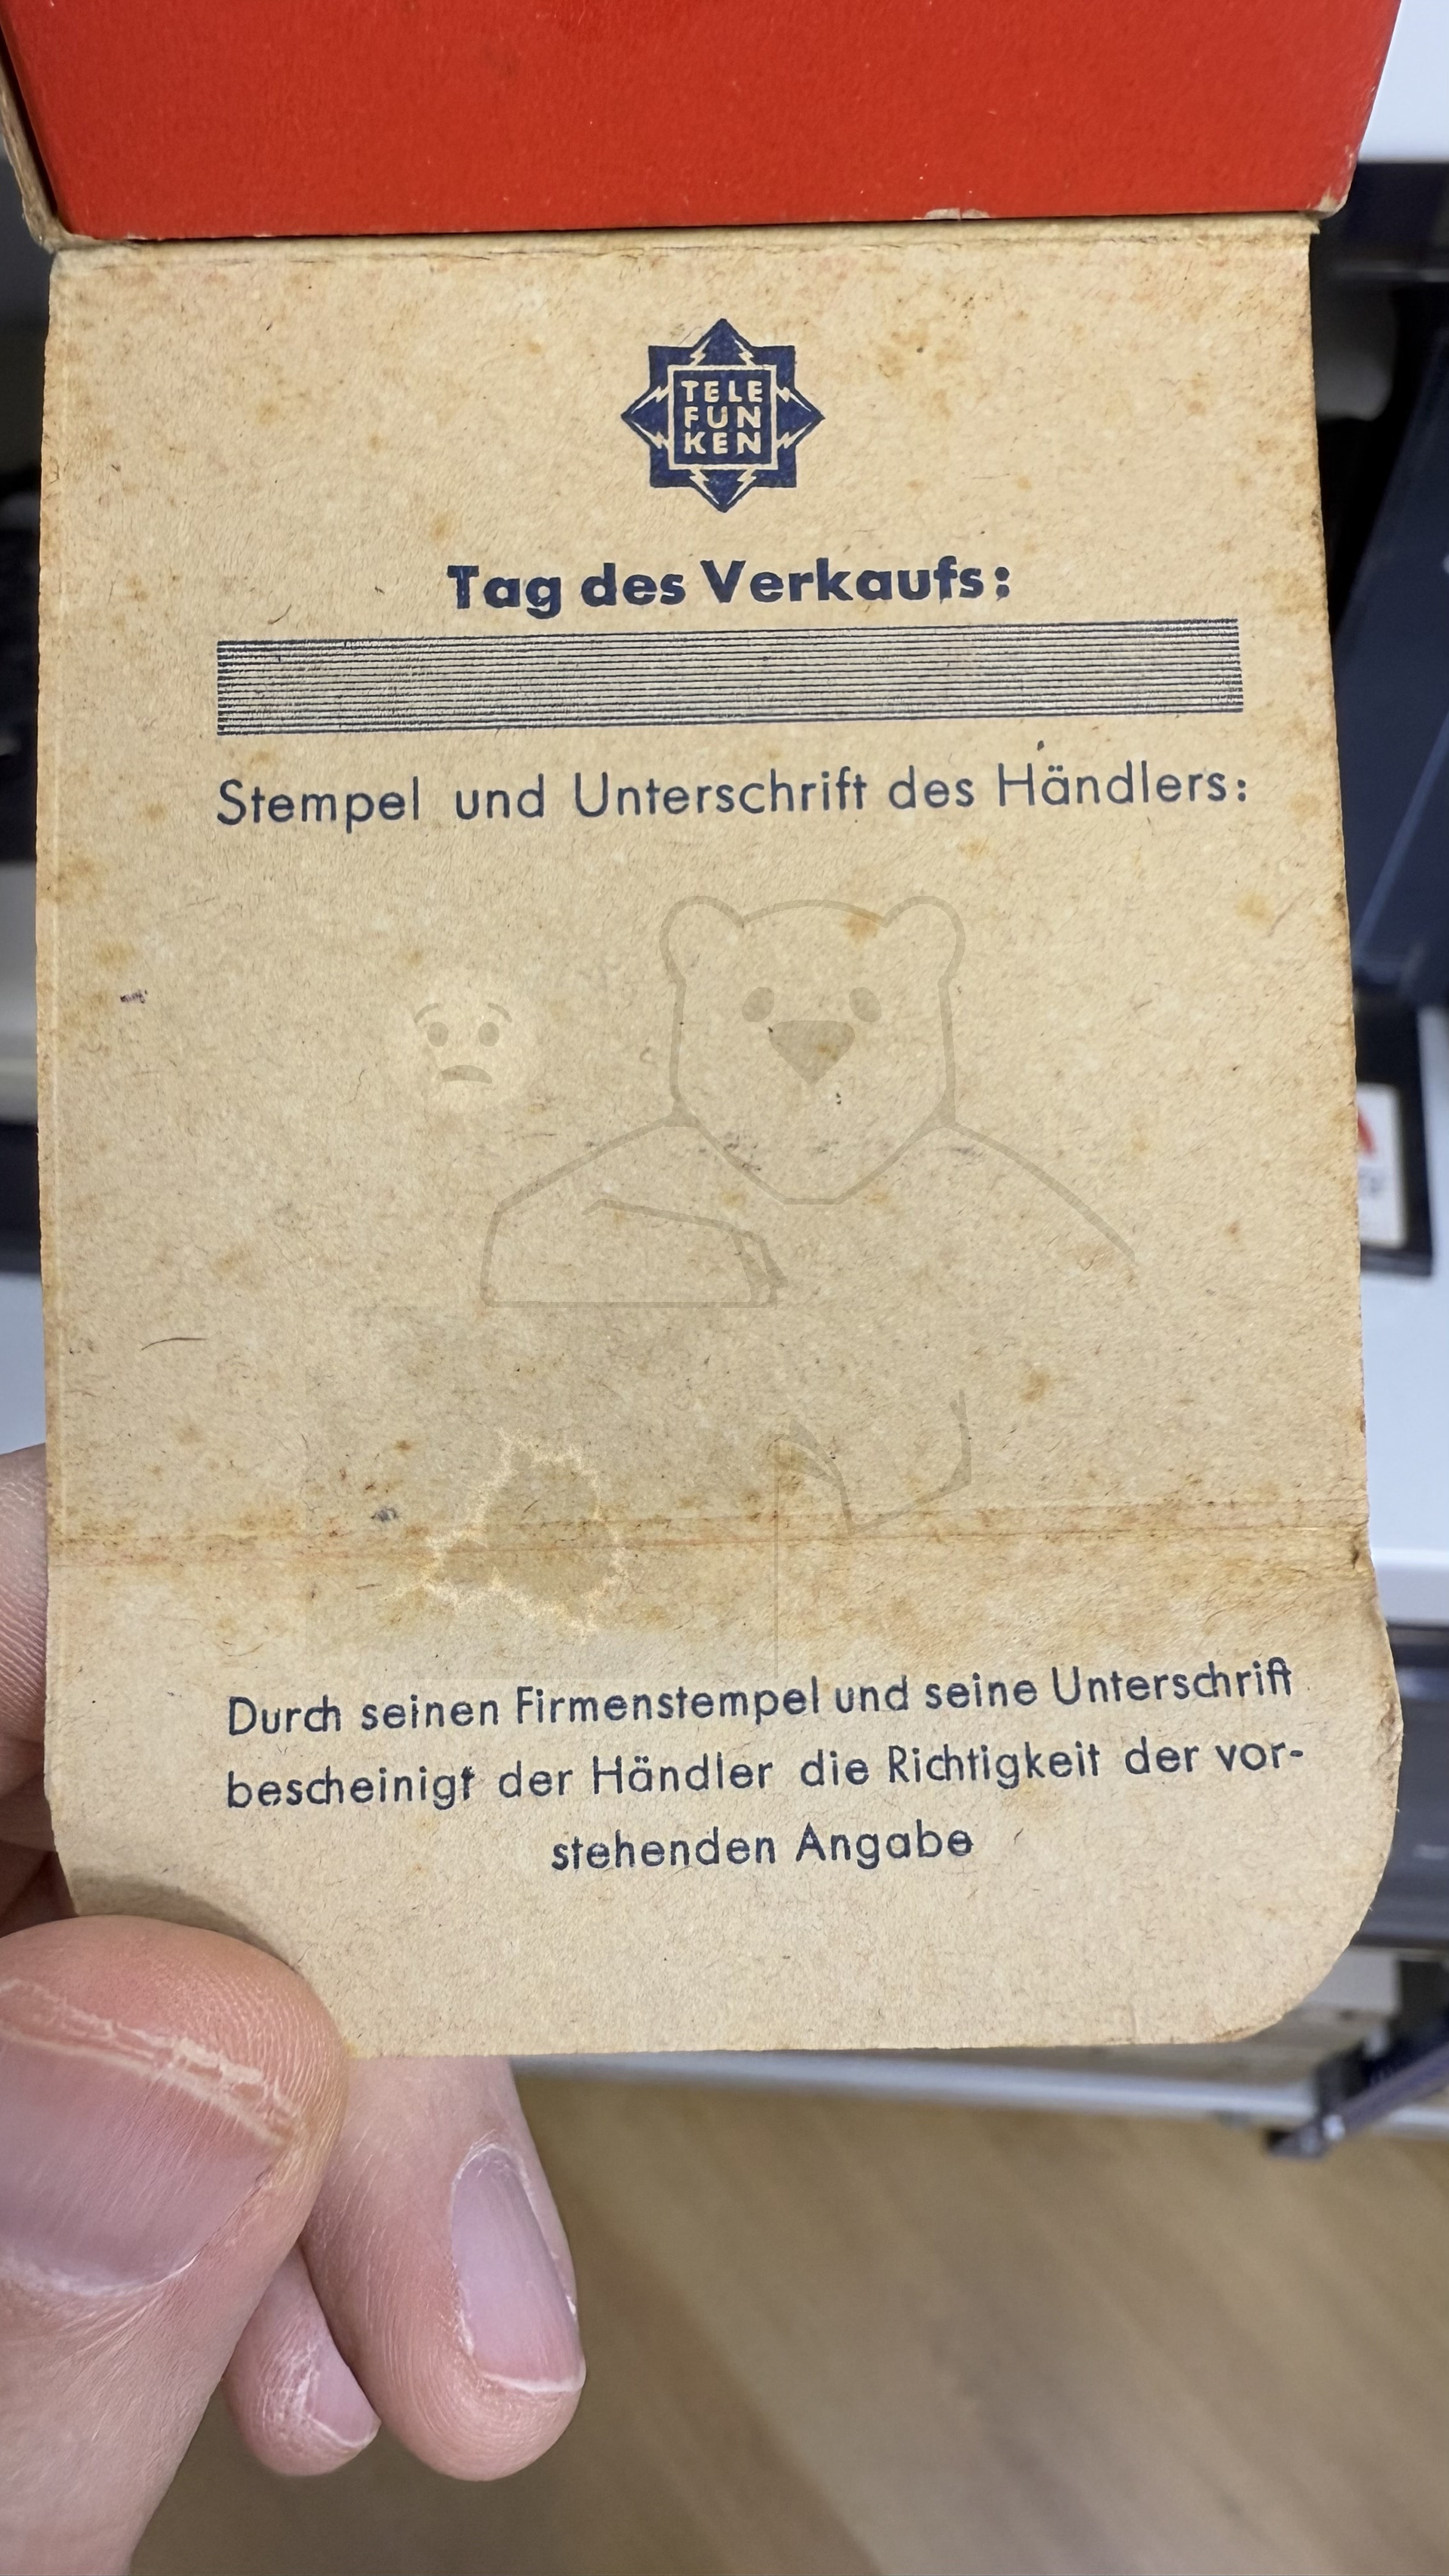 TELE
FUN
KEN
Tag des Verkaufs:
Stempel und Unterschrift des Händlers:
Durch seinen Firmenstempel und seine Unterschrift
bescheinigt der Händler die Richtigkeit der vor-
stehenden Angabe